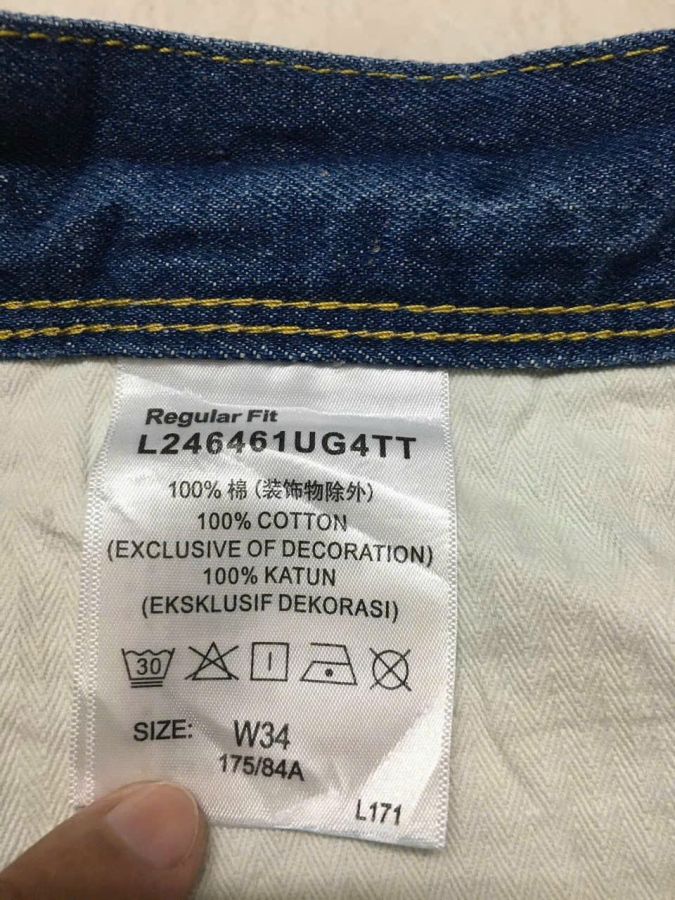 Regular Fit
L246461UG4TT
100% 棉 (装饰物除外)
100% COTTON
(EXCLUSIVE OF DECORATION)
100% KATUN
(EKSKLUSIF DEKORASI)
30
SIZE: W34
175/84A
L171